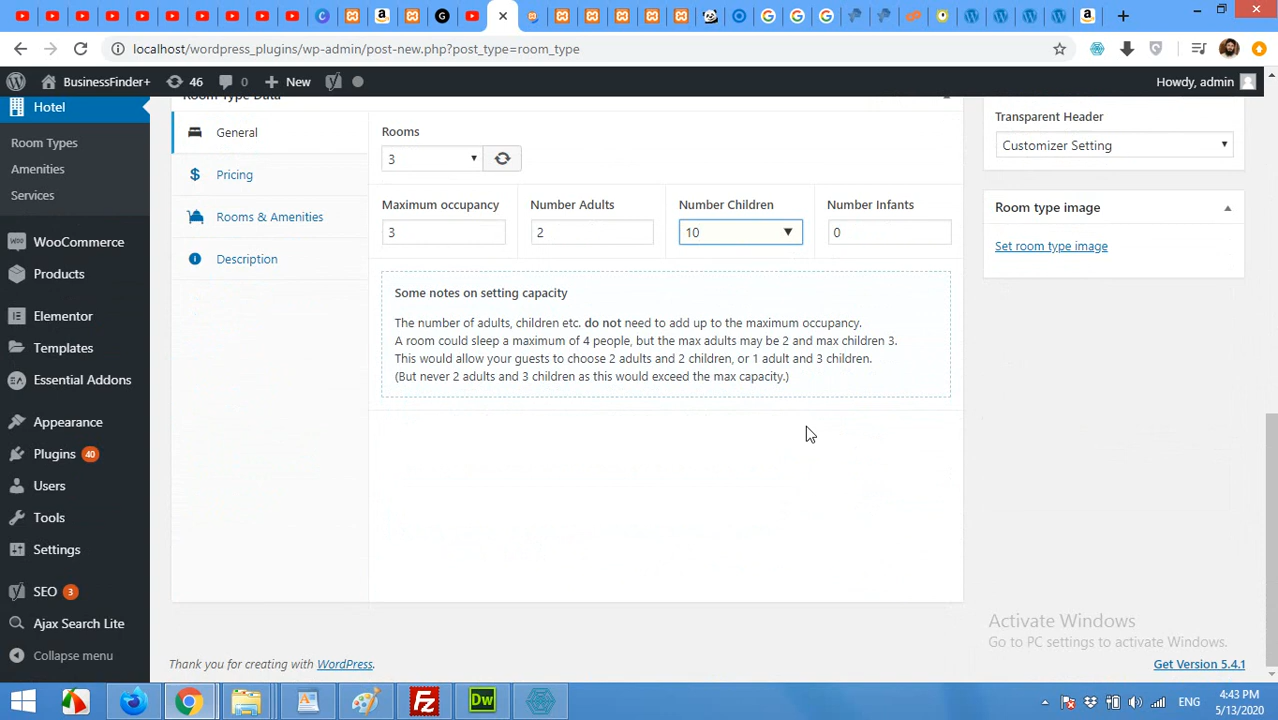 localhost/wordpress_plugins/wp-admin/post-new.php?post_type=room_type
BusinessFinder+
46
0
New
Howdy, admin
Hotel
Room Types
Amenities
Services
WooCommerce
Products
Elementor
Templates
Essential Addons
Appearance
Plugins 40
Users
Tools
Settings
SEO 3
Ajax Search Lite
Collapse menu
Room Type Data
General
Pricing
Rooms & Amenities
Description
Rooms
3
Maximum occupancy
3
Number Adults
2
Number Children
10
Number Infants
0
Some notes on setting capacity
The number of adults, children etc. do not need to add up to the maximum occupancy.
A room could sleep a maximum of 4 people, but the max adults may be 2 and max children 3.
This would allow your guests to choose 2 adults and 2 children, or 1 adult and 3 children.
(But never 2 adults and 3 children as this would exceed the max capacity.)
Transparent Header
Customizer Setting
Room type image
Set room type image
Activate Windows
Go to PC settings to activate Windows.
Thank you for creating with WordPress.
Get Version 5.4.1
Dw
ENG
4:43 PM
5/13/2020